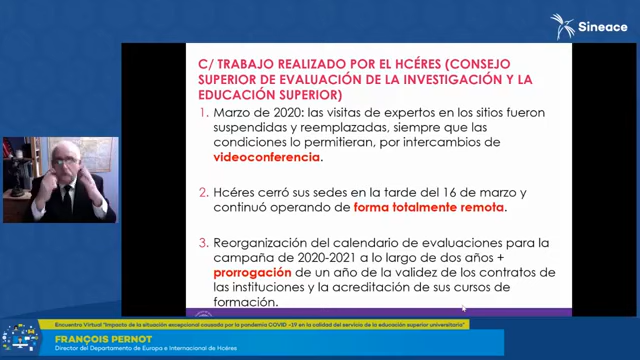 Sineace
C/ TRABAJO REALIZADO POR EL HCÉRES (CONSEJO
SUPERIOR DE EVALUACIÓN DE LA INVESTIGACIÓN Y LA
EDUCACIÓN SUPERIOR)
1. Marzo de 2020: las visitas de expertos en los sitios fueron
suspendidas y reemplazadas, siempre que las
condiciones lo permitieran, por intercambios de
videoconferencia.
2. Hcéres cerró sus sedes en la tarde del 16 de marzo y
continuó operando de forma totalmente remota.
3. Reorganización del calendario de evaluaciones para la
campaña de 2020-2021 a lo largo de dos años +
prorrogación de un año de la validez de los contratos de
las instituciones y la acreditación de sus cursos de
formación.
Encuentro Virtual "Impacto de la situación excepcional causada por la pandemia COVID -19 en la calidad del servicio de la educación superior universitaria"
FRANÇOIS PERNOT
Director del Departamento de Europa e Internacional de Hcéres